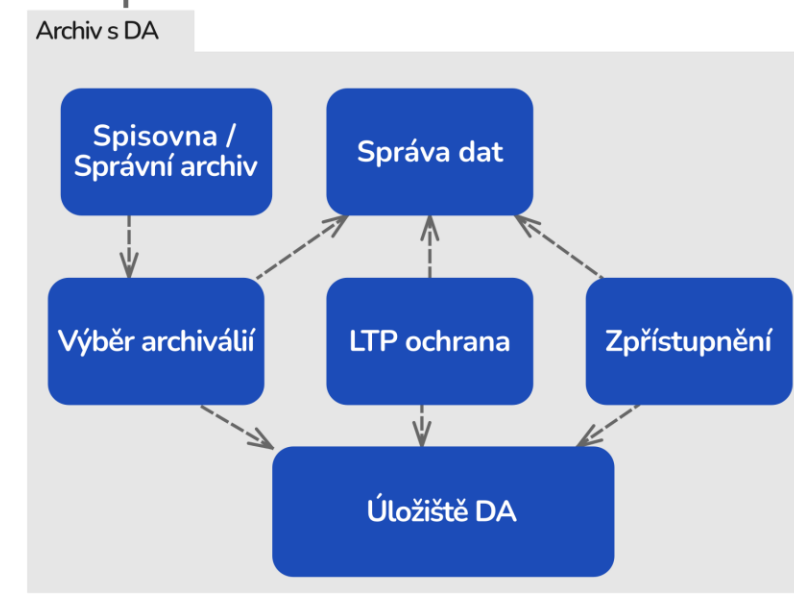 Archiv s DA
Spisovna /
Správní archiv
Správa dat
Výběr archiválií
LTP ochrana
Zpřístupnění
Úložiště DA